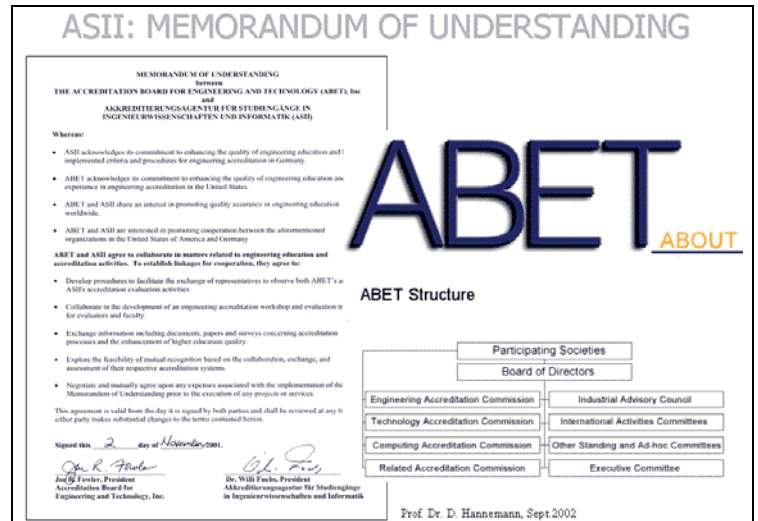 ASII: MEMORANDUM OF UNDERSTANDING
MEMORANDUM OF UNDERSTANDING
between
THE ACCREDITATION BOARD FOR ENGINEERING AND TECHNOLOGY (ABET), Inc
and
AKKREDITIERUNGSAGENTUR FÜR STUDIENGÄNGE IN
INGENIEURWISSENSCHAFTEN UND INFORMATIK (ASII)
Whereas:
• ASII acknowledges its commitment to enhancing the quality of engineering education and
implemented criteria and procedures for engineering accreditation in Germany.
• ABET acknowledges its commitment to enhancing the quality of engineering education and
experience in engineering accreditation in the United States.
• ABET and ASII share an interest in promoting quality assurance in engineering education
worldwide.
• ABET and ASII are interested in promoting cooperation between the aforementioned
organizations in the United States of America and Germany
ABET and ASII agree to collaborate in matters related to engineering education and
accreditation activities. To establish linkages for cooperation, they agree to:
• Develop procedures to facilitate the exchange of representatives to observe both ABET's
ASII's accreditation evaluation activities.
• Collaborate in the development of an engineering accreditation workshop and evaluation
for evaluators and faculty.
• Exchange information including documents, papers and surveys concerning accreditation
processes and the enhancement of higher education quality.
• Explore the feasibility of mutual recognition based on the collaboration, exchange, and
assessment of their respective accreditation systems.
• Negotiate and mutually agree upon any expenses associated with the implementation of
Memorandum of Understanding prior to the execution of any projects or services.
This agreement is valid from the day it is signed by both parties and shall be reviewed at any
either party makes substantial changes to the terms contained herein.
Signed this 2 day of November 2001.
Joe R. Fowler
Joe R. Fowler, President
Accreditation Board for
Engineering and Technology, Inc.
Dr. Willi Fuchs, President
Akkreditierungsagentur für Studiengänge
in Ingenieurwissenschaften und Informatik
ABET
ABOUT
ABET Structure
Participating Societies
Board of Directors
Engineering Accreditation Commission
Industrial Advisory Council
Technology Accreditation Commission
International Activities Committees
Computing Accreditation Commission
Other Standing and Ad-hoc Committees
Related Accreditation Commission
Executive Committee
Prof. Dr. D. Hannemann, Sept.2002